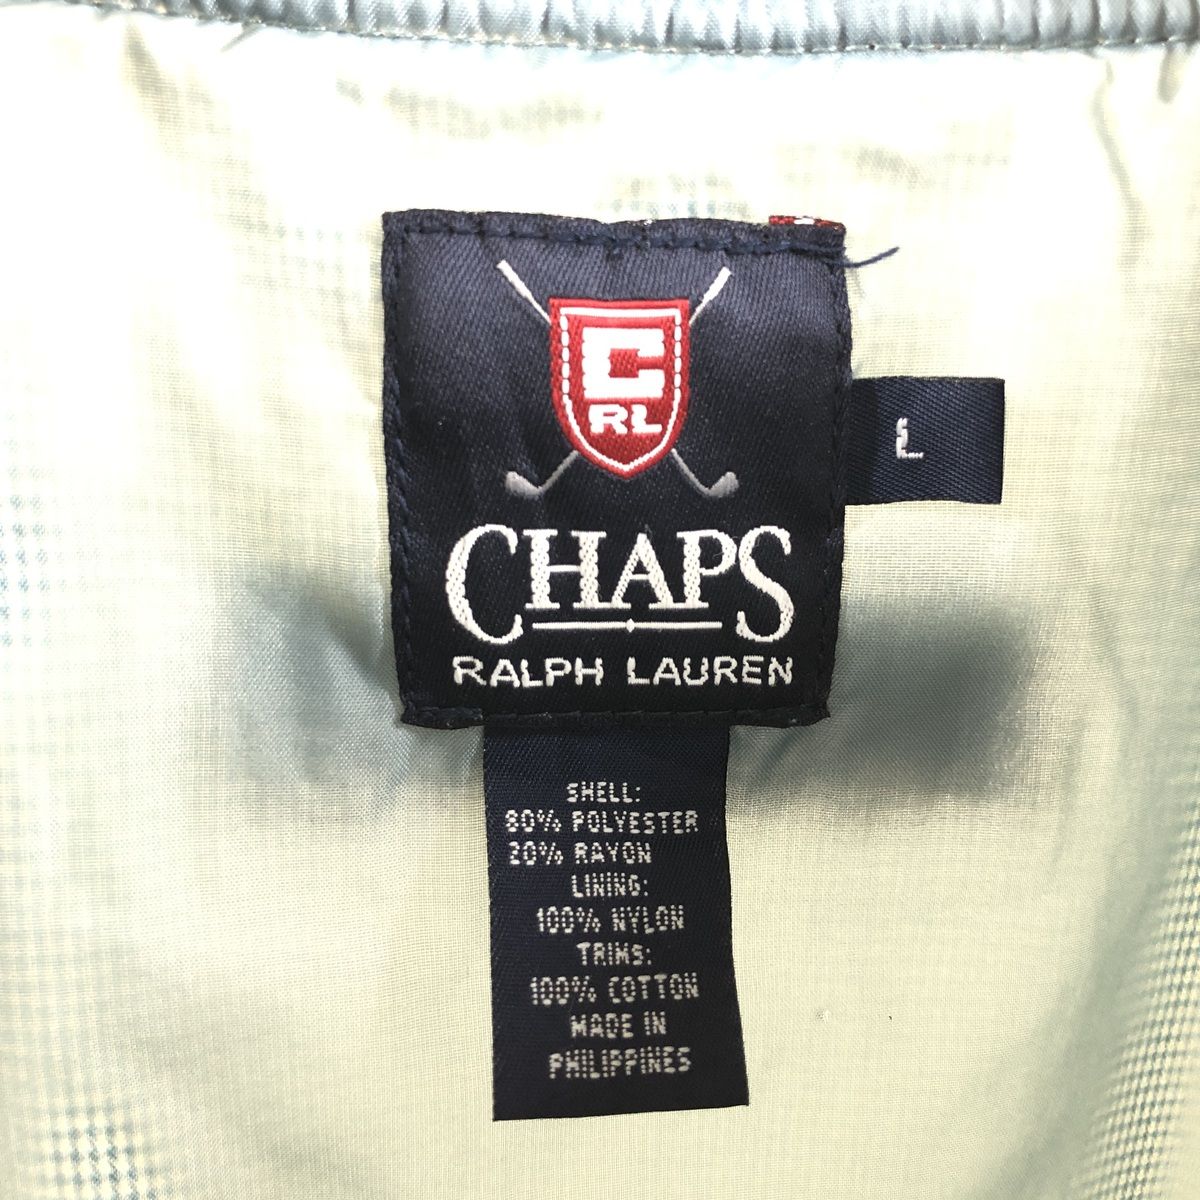 C
RL
L
CHAPS
RALPH LAUREN
SHELL:
80% POLYESTER
20% RAYON
LINING:
100% NYLON
TRIMS:
100% COTTON
MADE IN
PHILIPPINES